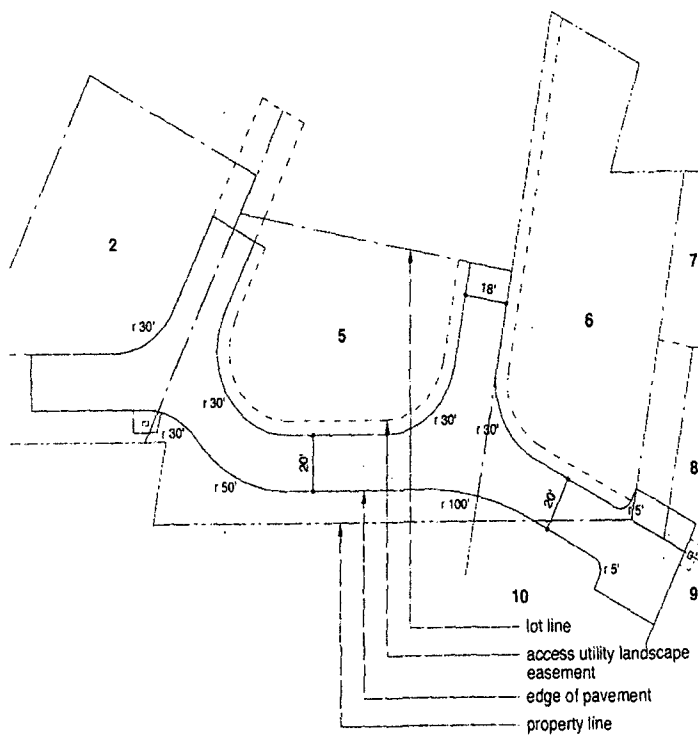 2
5
6
7
8
9
10
18'
r 30'
r 30'
r 30'
r 30'
r 30'
20'
r 50'
r 100'
20'
r 5'
r 5'
lot line
access utility landscape
easement
edge of pavement
property line